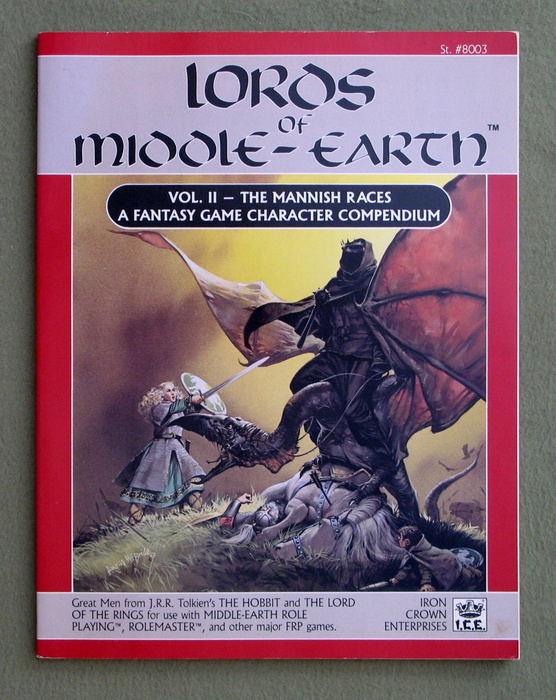 St. #8003
LORDS
OF
MIDDLE-EARTH™
VOL. II – THE MANNISH RACES
A FANTASY GAME CHARACTER COMPENDIUM
Great Men from J.R.R. Tolkien's THE HOBBIT and THE LORD
OF THE RINGS for use with MIDDLE-EARTH ROLE
PLAYING™, ROLEMASTER™, and other major FRP games.
IRON
CROWN
ENTERPRISES
I.C.E.